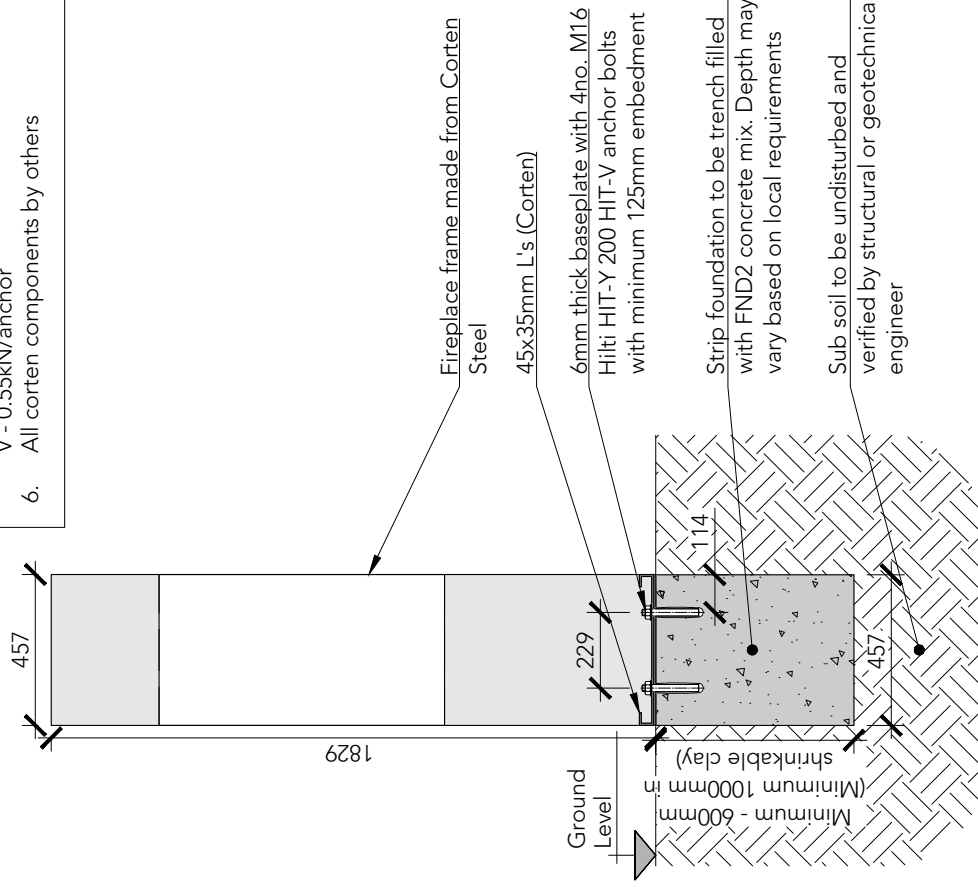 V - 0.55kN/anchor
6. All corten components by others
Fireplace frame made from Corten
Steel
45x35mm L's (Corten)
6mm thick baseplate with 4no. M16
Hilti HIT-Y 200 HIT-V anchor bolts
with minimum 125mm embedment
Strip foundation to be trench filled
with FND2 concrete mix. Depth may
vary based on local requirements
Sub soil to be undisturbed and
verified by structural or geotechnical
engineer
457
1829
229
114
457
Ground
Level
Minimum - 600mm
(Minimum 1000mm in
shrinkable clay)